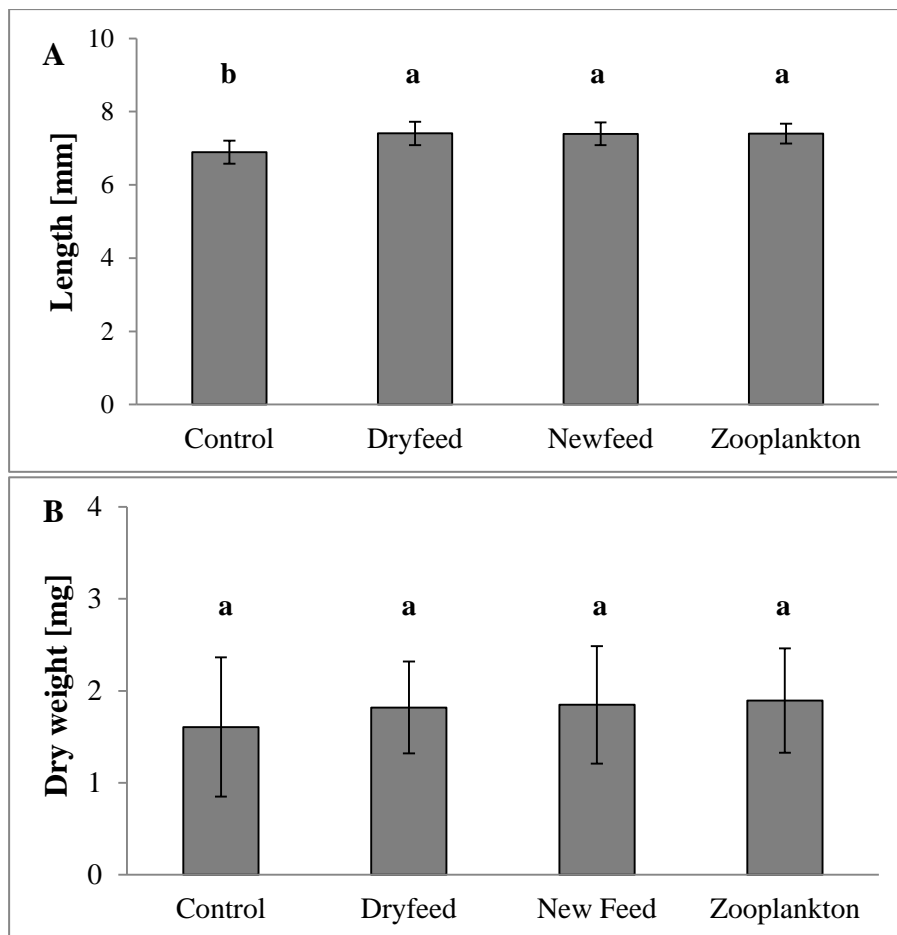 A
10
8
6
4
2
0
Length [mm]
b a a a
Control Dryfeed Newfeed Zooplankton
B
4
3
2
1
0
Dry weight [mg]
a a a a
Control Dryfeed New Feed Zooplankton